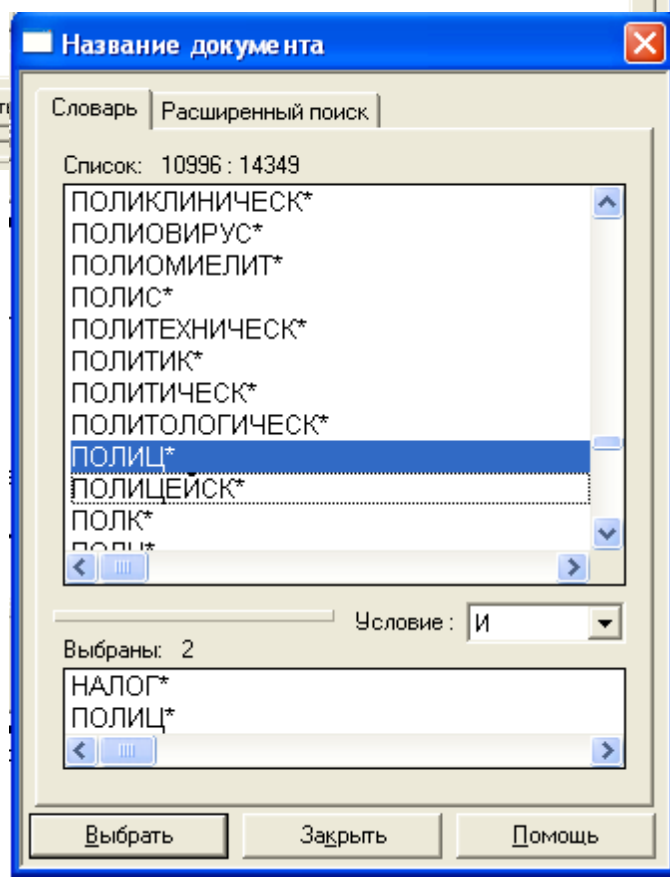 Название документа
Словарь Расширенный поиск
Список: 10996 : 14349
ПОЛИКЛИНИЧЕСК*
ПОЛИОВИРУС*
ПОЛИОМИЕЛИТ*
ПОЛИС*
ПОЛИТЕХНИЧЕСК*
ПОЛИТИК*
ПОЛИТИЧЕСК*
ПОЛИТОЛОГИЧЕСК*
ПОЛИЦ*
ПОЛИЦЕЙСК*
ПОЛК*
Условие : И
Выбраны: 2
НАЛОГ*
ПОЛИЦ*
Выбрать Закрыть Помощь